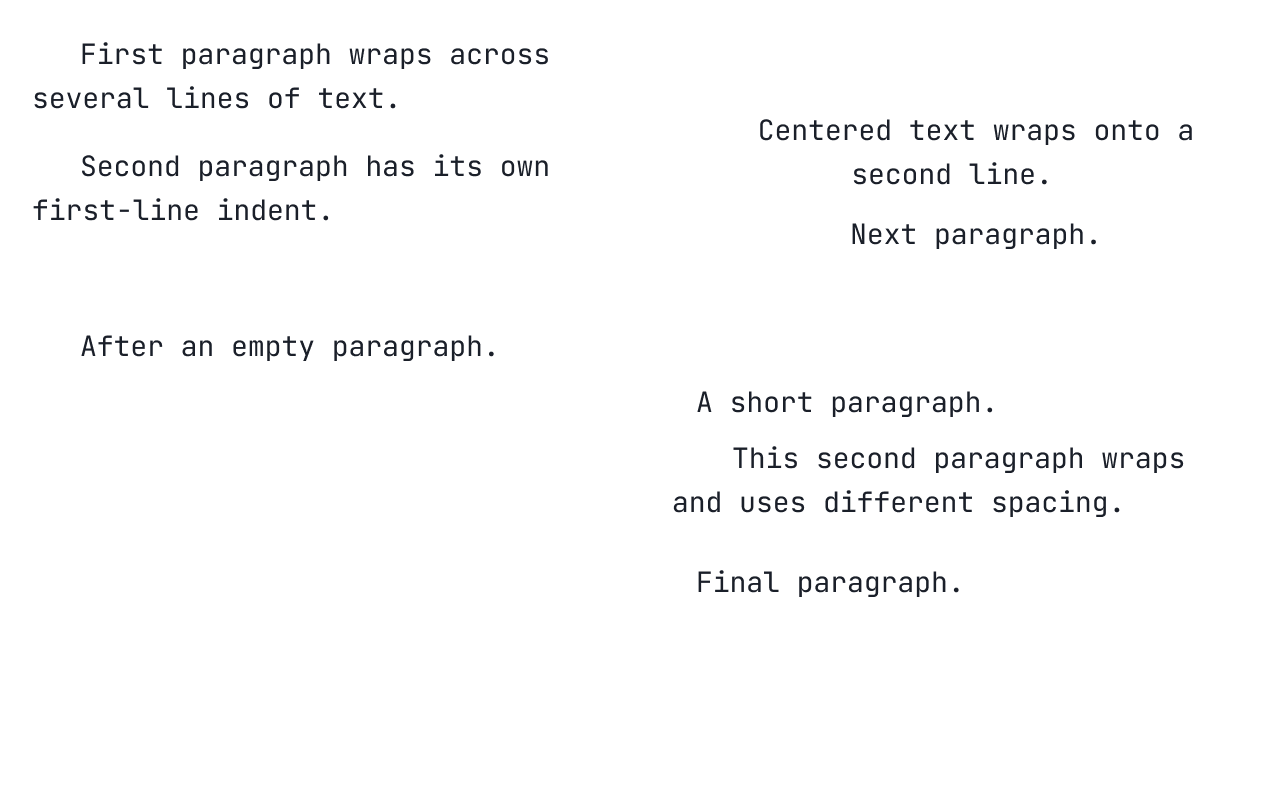 First paragraph wraps across
several lines of text.
Second paragraph has its own
first-line indent.
After an empty paragraph.
Centered text wraps onto a
second line.
Next paragraph.
A short paragraph.
This second paragraph wraps
and uses different spacing.
Final paragraph.